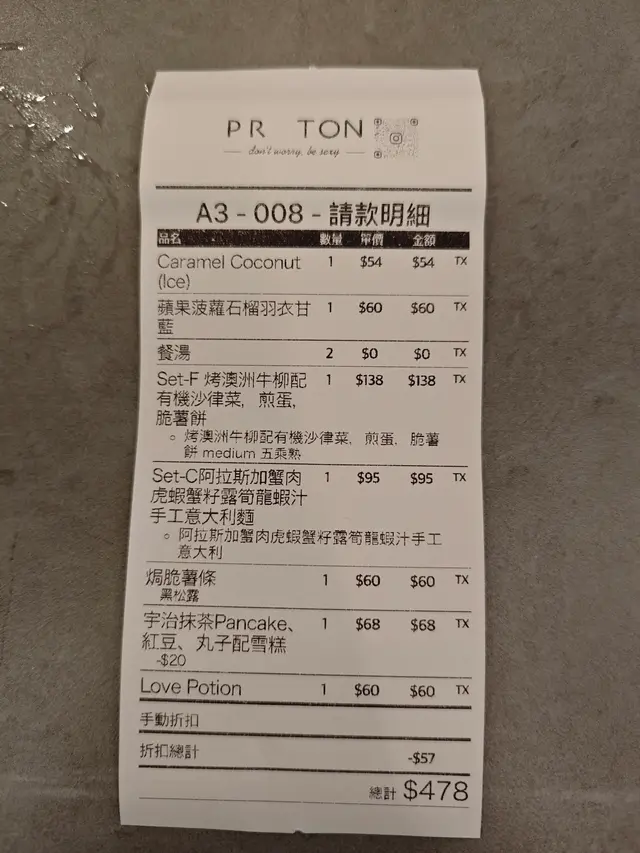 PR TON
don't worry, be sexy
A3 - 008 - 請款明細
品名 數量 單價 金額
Caramel Coconut 1 $54 $54 TX
(Ice)
蘋果菠蘿石榴羽衣甘 1 $60 $60 TX
藍
餐湯 2 $0 $0 TX
Set-F 烤澳洲牛柳配 1 $138 $138 TX
有機沙律菜, 煎蛋,
脆薯餅
烤澳洲牛柳配有機沙律菜, 煎蛋, 脆薯
餅 medium 五乘熟
Set-C阿拉斯加蟹肉 1 $95 $95 TX
虎蝦蟹籽露筍龍蝦汁
手工意大利麵
阿拉斯加蟹肉虎蝦蟹籽露筍龍蝦汁手工
意大利
焗脆薯條 1 $60 $60 TX
黑松露
宇治抹茶Pancake、 1 $68 $68 TX
紅豆、丸子配雪糕
-$20
Love Potion 1 $60 $60 TX
手動折扣
折扣總計 -$57
總計 $478